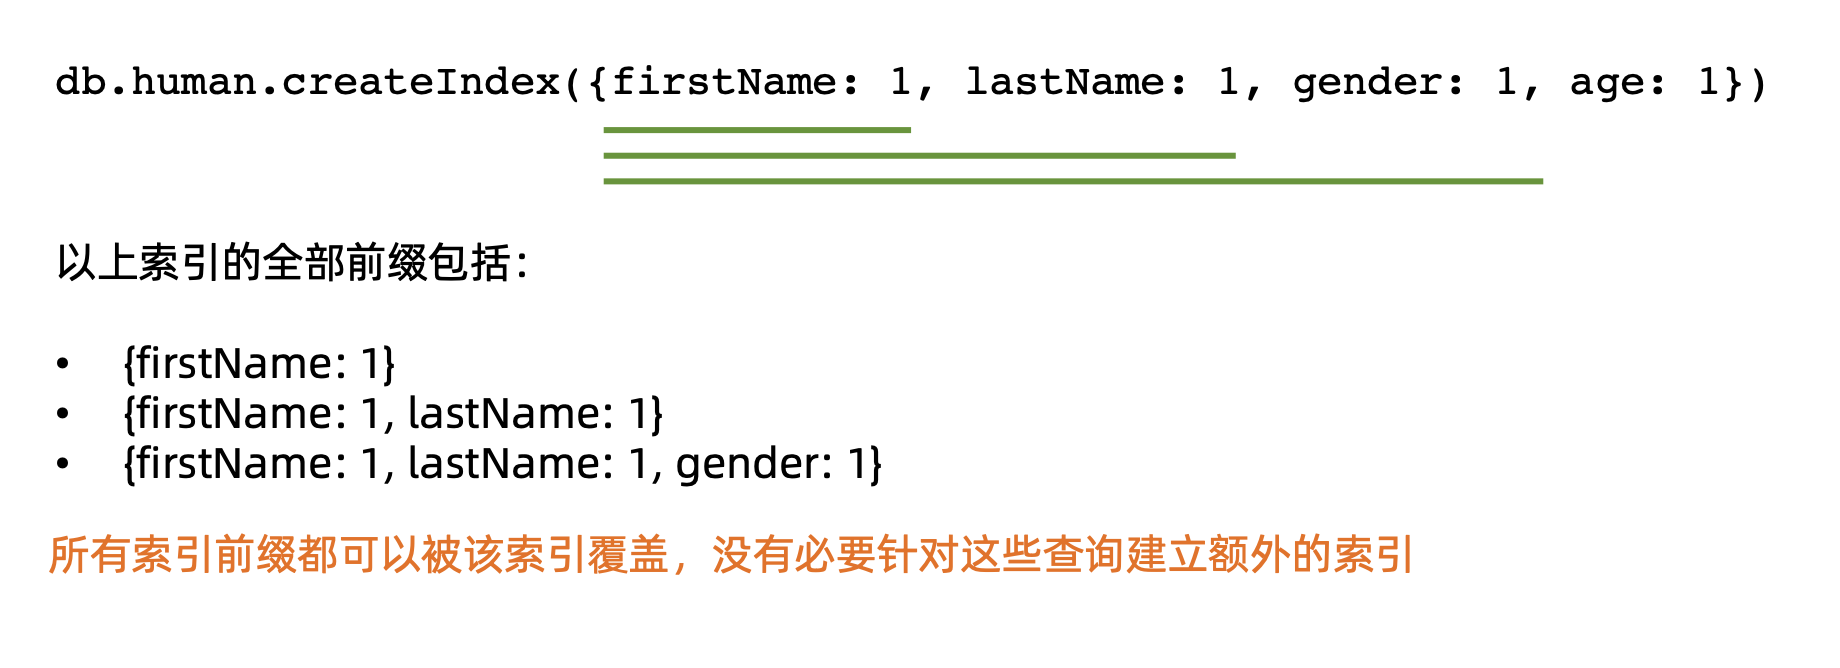 db.human.createIndex({firstName: 1, lastName: 1, gender: 1, age: 1})
以上索引的全部前缀包括：
• {firstName: 1}
• {firstName: 1, lastName: 1}
• {firstName: 1, lastName: 1, gender: 1}
所有索引前缀都可以被该索引覆盖，没有必要针对这些查询建立额外的索引